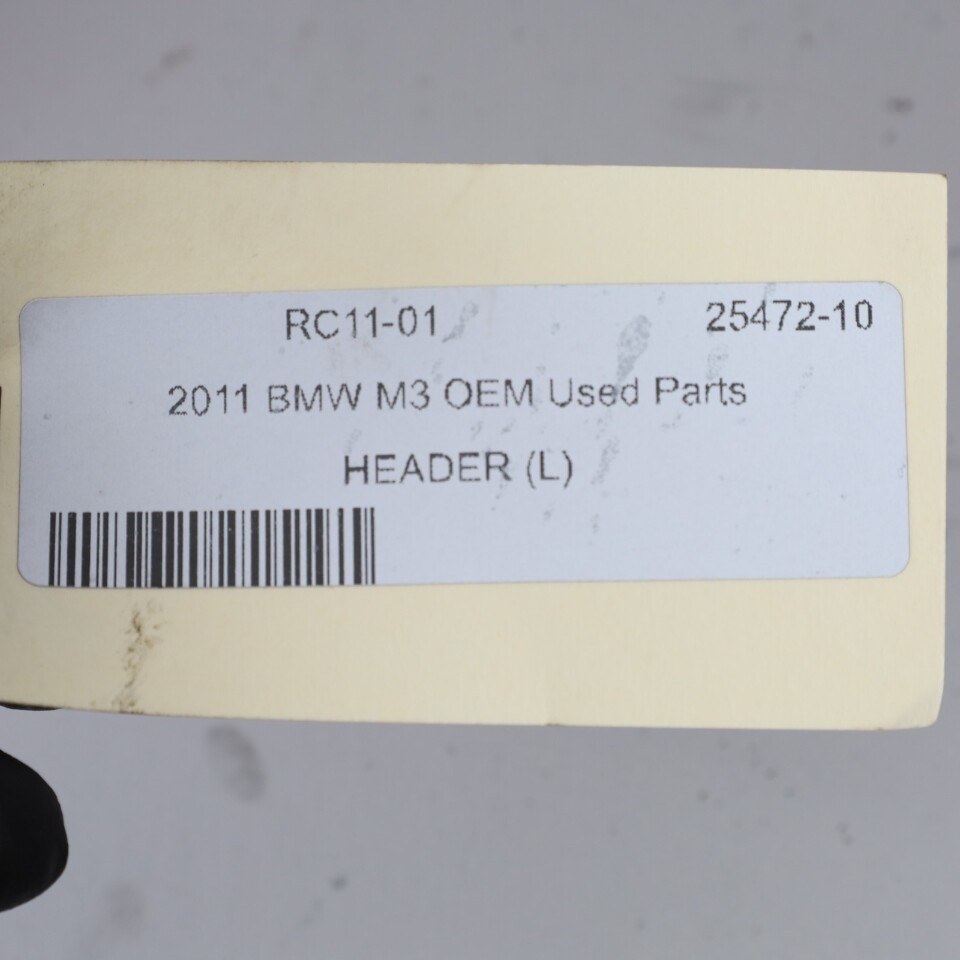 RC11-01 25472-10
2011 BMW M3 OEM Used Parts
HEADER (L)